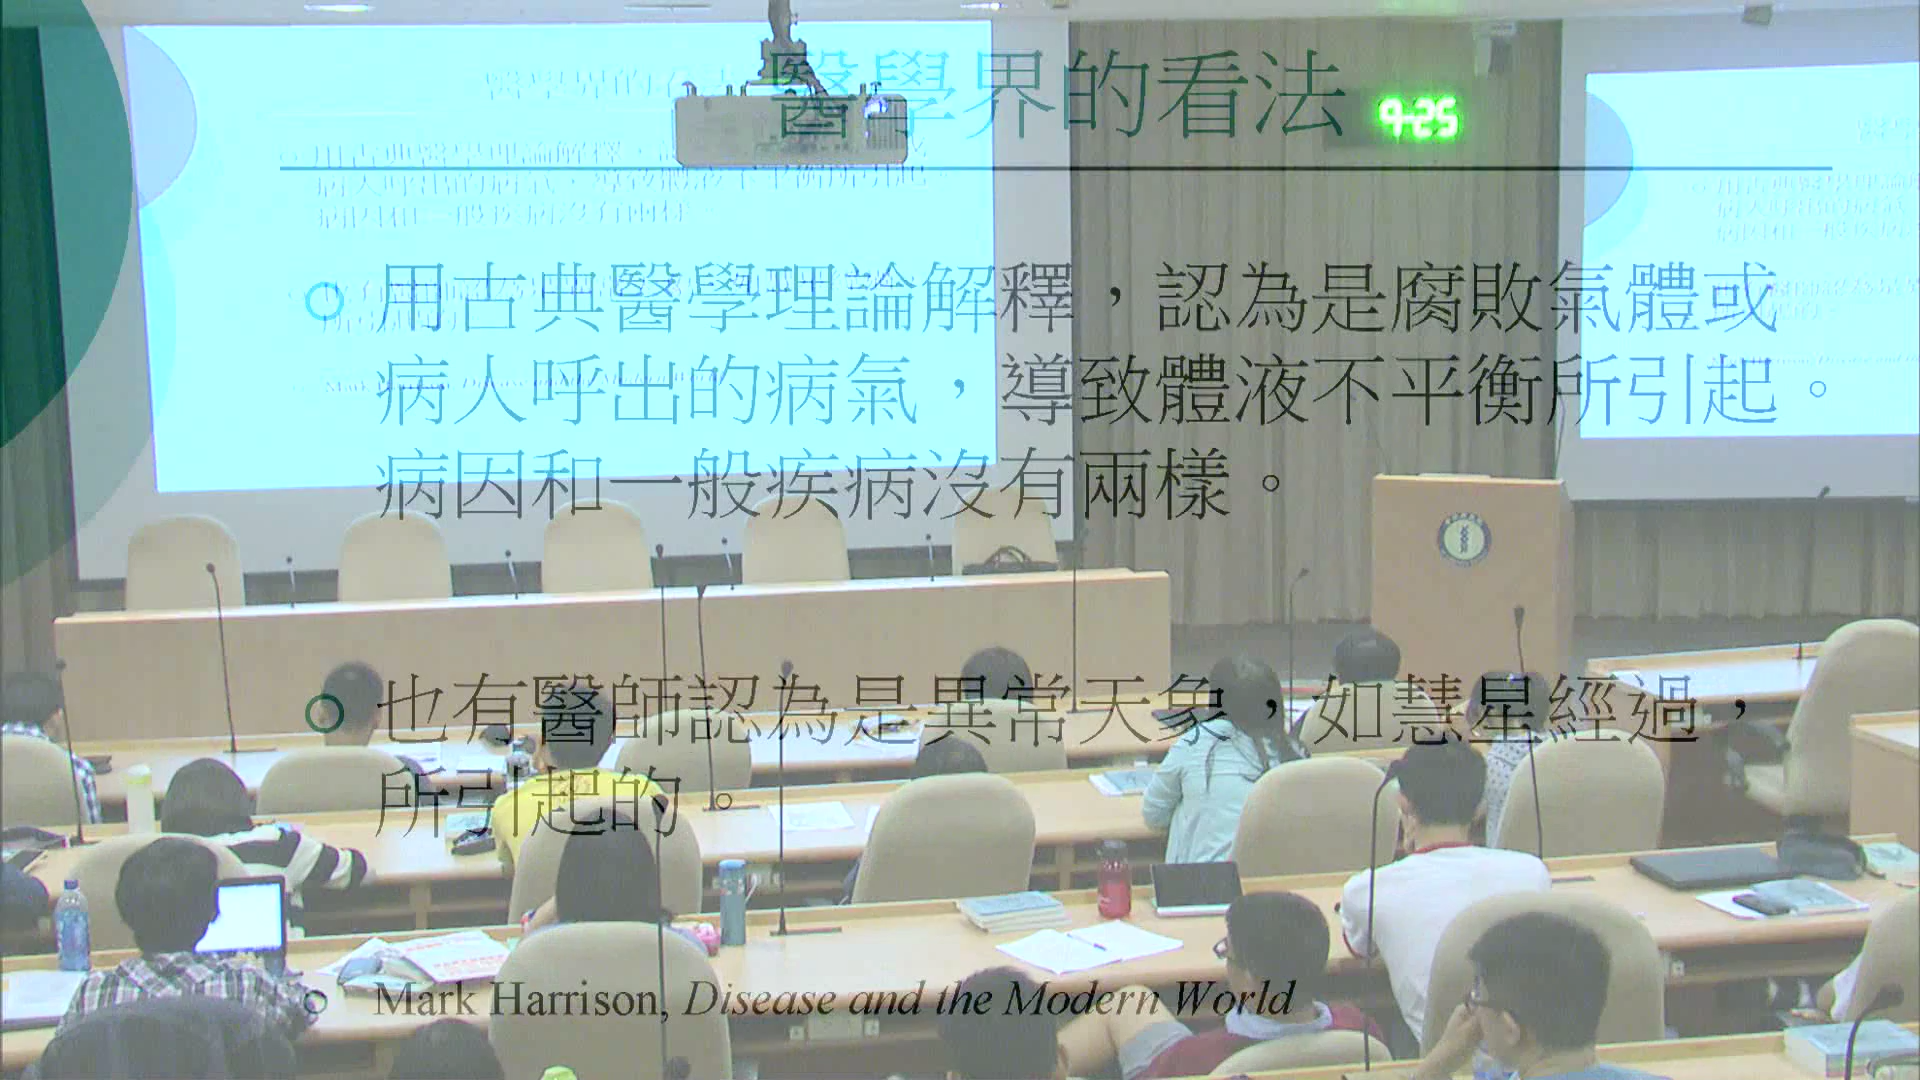 醫學界的看法
9:25
用古典醫學理論解釋，認為是腐敗氣體或
病人呼出的病氣，導致體液不平衡所引起。
病因和一般疾病沒有兩樣。
也有醫師認為是異常天象，如慧星經過，
所引起的。
Mark Harrison, Disease and the Modern World